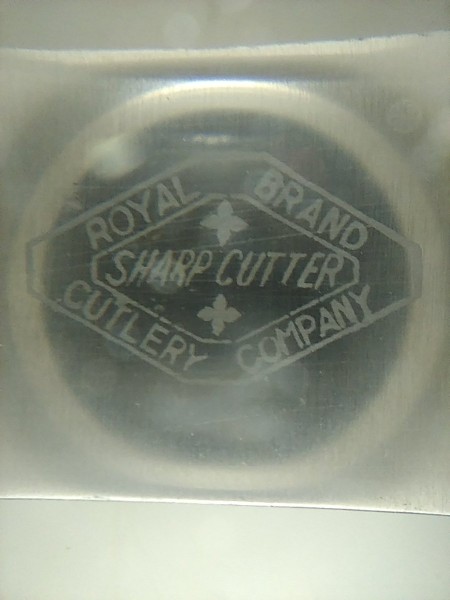 ROYAL BRAND
SHARP CUTTER
CUTLERY COMPANY